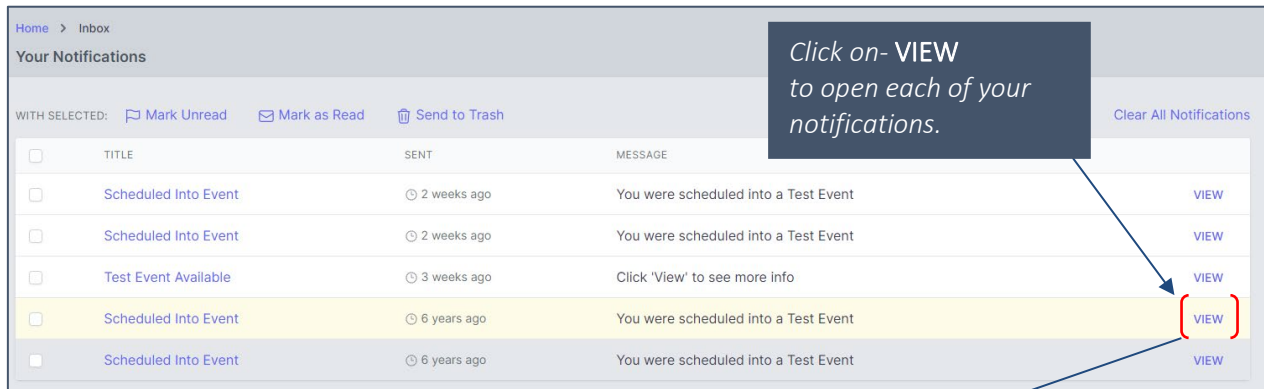 Home > Inbox
Your Notifications
Click on- VIEW
to open each of your
notifications.
WITH SELECTED: Mark Unread Mark as Read Send to Trash Clear All Notifications
TITLE SENT MESSAGE
Scheduled Into Event 2 weeks ago You were scheduled into a Test Event VIEW
Scheduled Into Event 2 weeks ago You were scheduled into a Test Event VIEW
Test Event Available 3 weeks ago Click 'View' to see more info VIEW
Scheduled Into Event 6 years ago You were scheduled into a Test Event VIEW
Scheduled Into Event 6 years ago You were scheduled into a Test Event VIEW